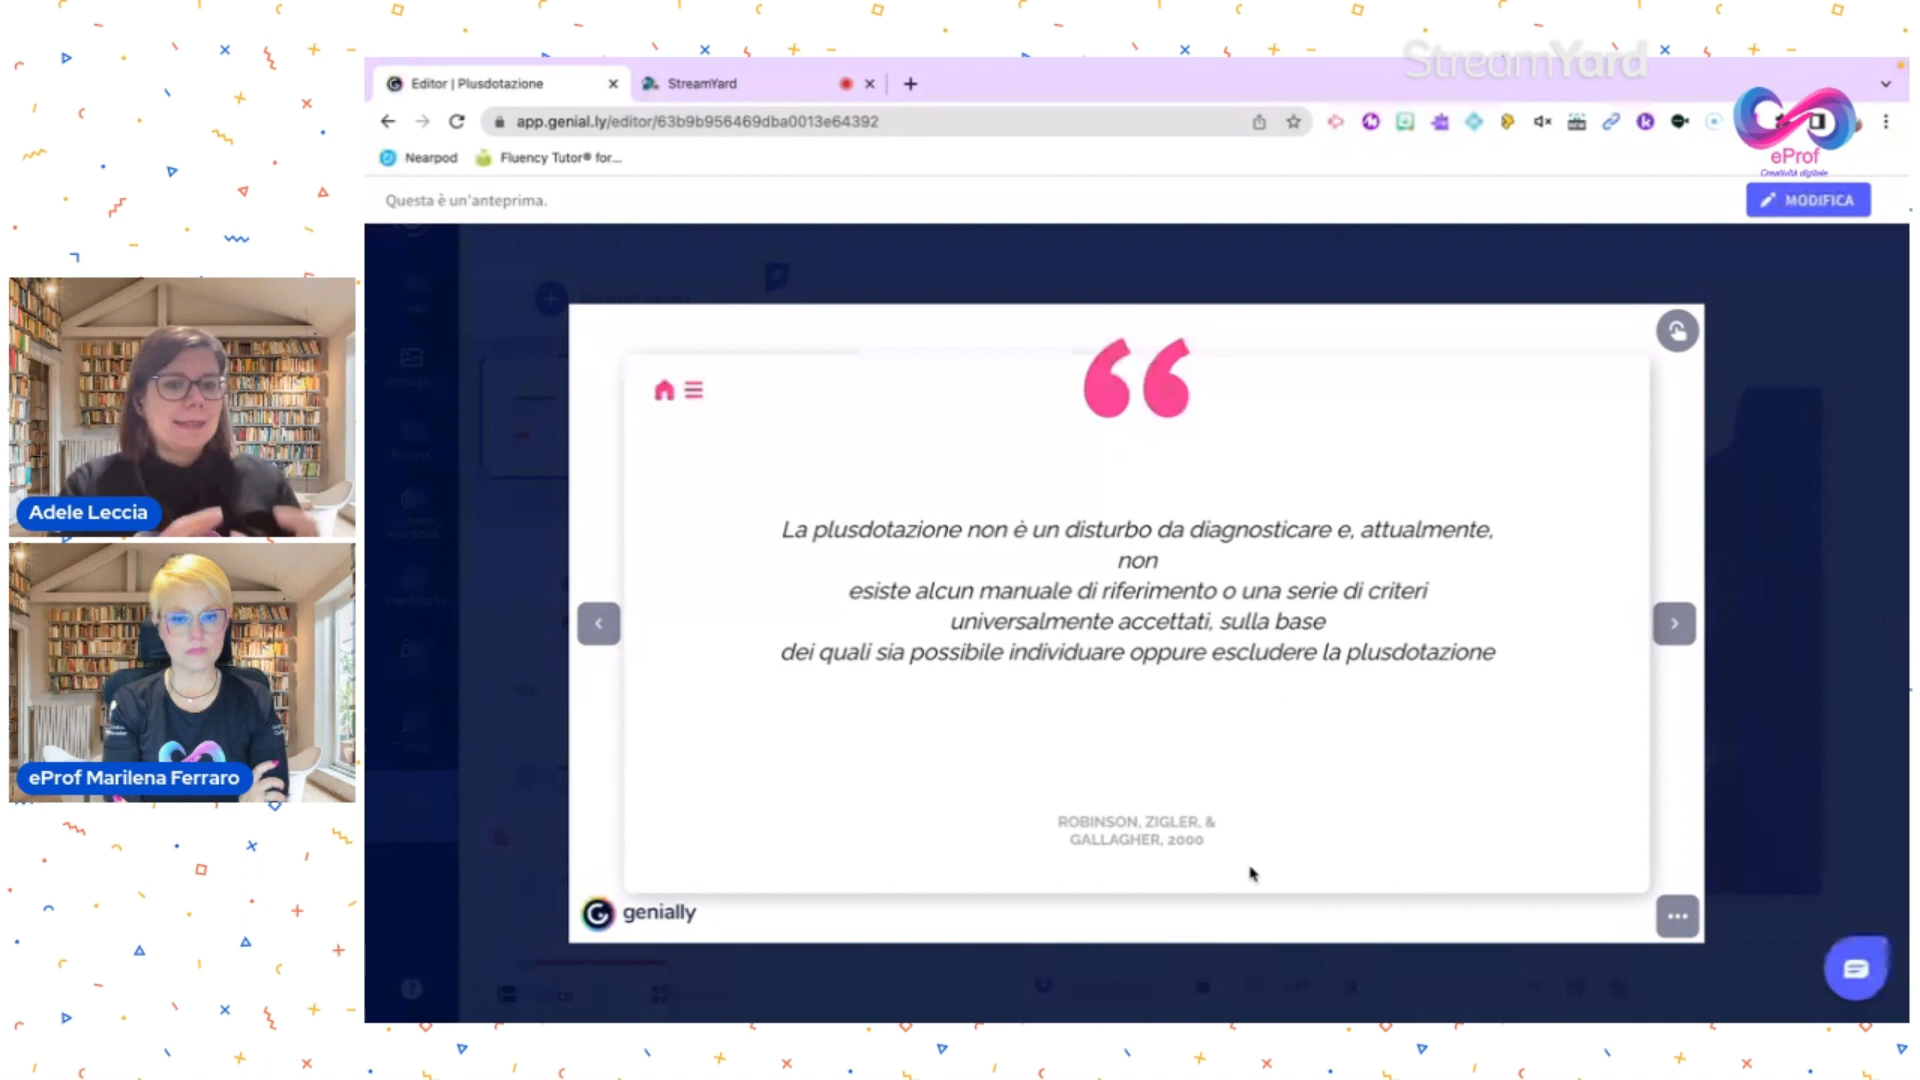 StreamYard
Editor | Plusdotazione
StreamYard
app.genial.ly/editor/63b9b956469dba0013e64392
Nearpod
Fluency Tutor® for...
eProf
Creatività digitale
Questa è un'anteprima.
MODIFICA
La plusdotazione non è un disturbo da diagnosticare e, attualmente,
non
esiste alcun manuale di riferimento o una serie di criteri
universalmente accettati, sulla base
dei quali sia possibile individuare oppure escludere la plusdotazione
ROBINSON, ZIGLER, &
GALLAGHER, 2000
genially
Adele Leccia
eProf Marilena Ferraro